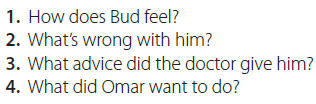 1. How does Bud feel?
2. What's wrong with him?
3. What advice did the doctor give him?
4. What did Omar want to do?